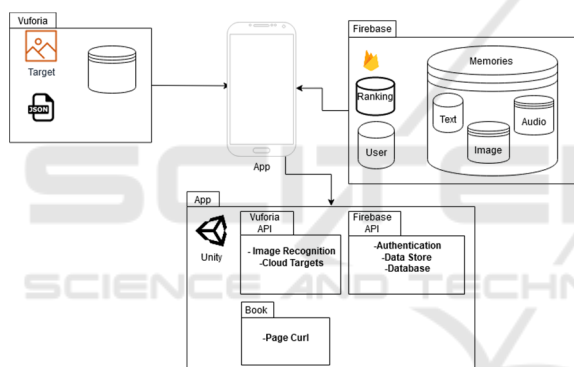 Vuforia
Target
JSON
App
Firebase
Ranking
User
Memories
Text
Image
Audio
App
Unity
Vuforia
API
- Image Recognition
-Cloud Targets
Firebase
API
-Authentication
-Data Store
-Database
Book
-Page Curl
SCITE
SCIENCE AND TECHN